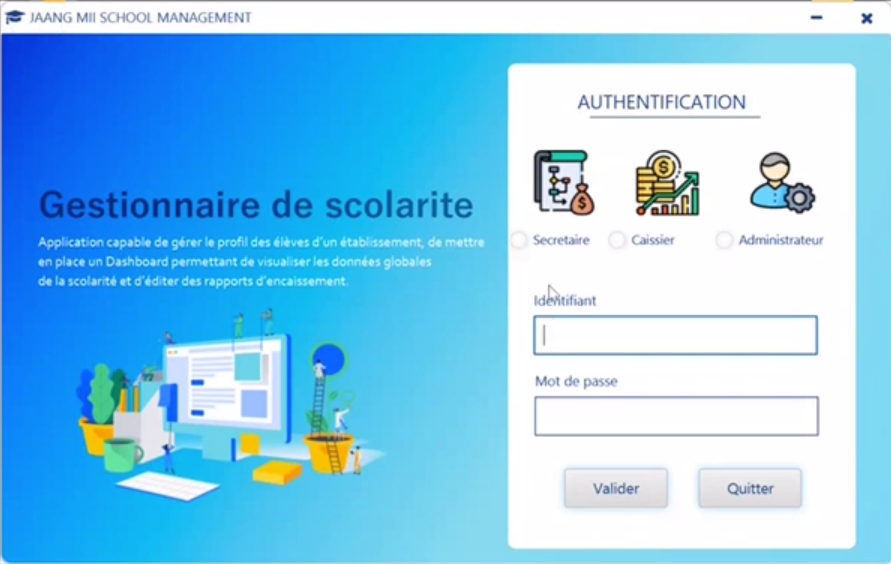 JAANG MII SCHOOL MANAGEMENT
Gestionnaire de scolarite
Application capable de gérer le profil des élèves d'un établissement, de mettre
en place un Dashboard permettant de visualiser les données globales
de la scolarité et d'éditer des rapports d'encaissement.
AUTHENTIFICATION
Secretaire
Caissier
Administrateur
Identifiant
Mot de passe
Valider
Quitter